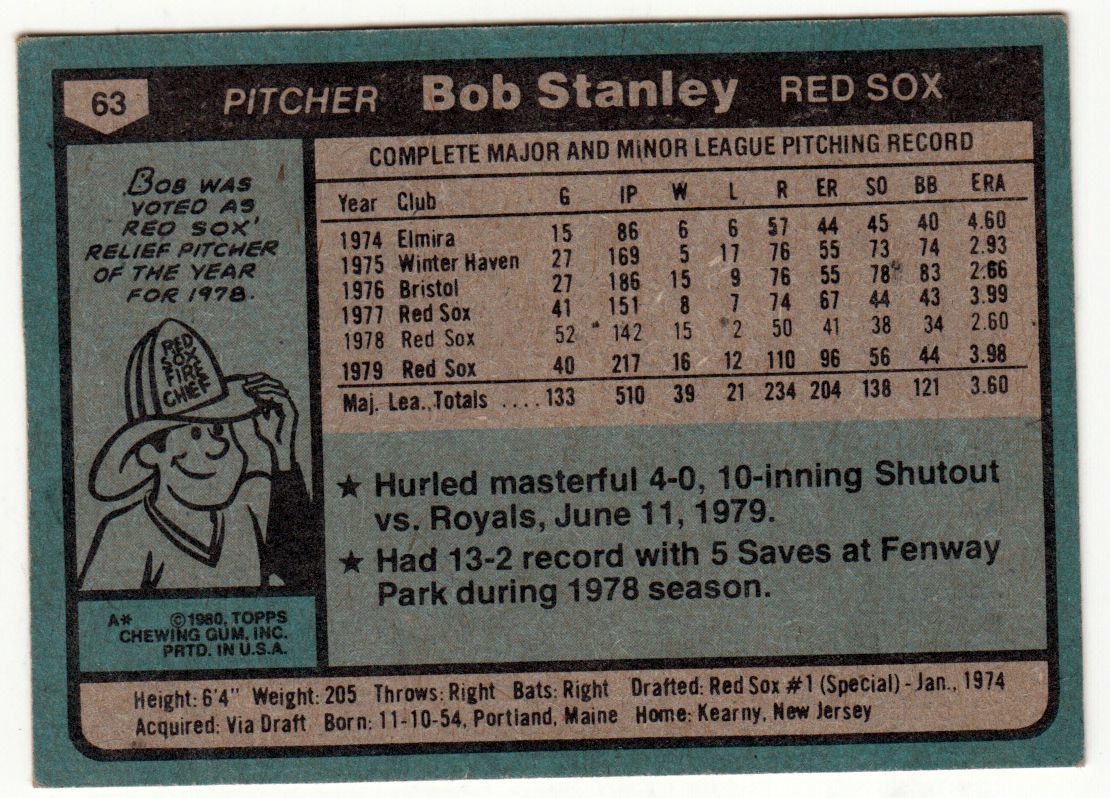 63 PITCHER Bob Stanley RED SOX
BOB WAS
VOTED AS
RED SOX'
RELIEF PITCHER
OF THE YEAR
FOR 1978.
RED
SOX
FIRE
CHIEF
COMPLETE MAJOR AND MINOR LEAGUE PITCHING RECORD
Year Club G IP W L R ER SO BB ERA
1974 Elmira 15 86 6 6 57 44 45 40 4.60
1975 Winter Haven 27 169 5 17 76 55 73 74 2.93
1976 Bristol 27 186 15 9 76 55 78 83 2.66
1977 Red Sox 41 151 8 7 74 67 44 43 3.99
1978 Red Sox 52 142 15 2 50 41 38 34 2.60
1979 Red Sox 40 217 16 12 110 96 56 44 3.98
Maj. Lea. Totals ....133 510 39 21 234 204 138 121 3.60
★ Hurled masterful 4-0, 10-inning Shutout
vs. Royals, June 11, 1979.
★ Had 13-2 record with 5 Saves at Fenway
Park during 1978 season.
A* ©1980, TOPPS
CHEWING GUM, INC.
PRTD. IN U.S.A.
Height: 6'4" Weight: 205 Throws: Right Bats: Right Drafted: Red Sox #1 (Special) - Jan., 1974
Acquired: Via Draft Born: 11-10-54, Portland, Maine Home: Kearny, New Jersey